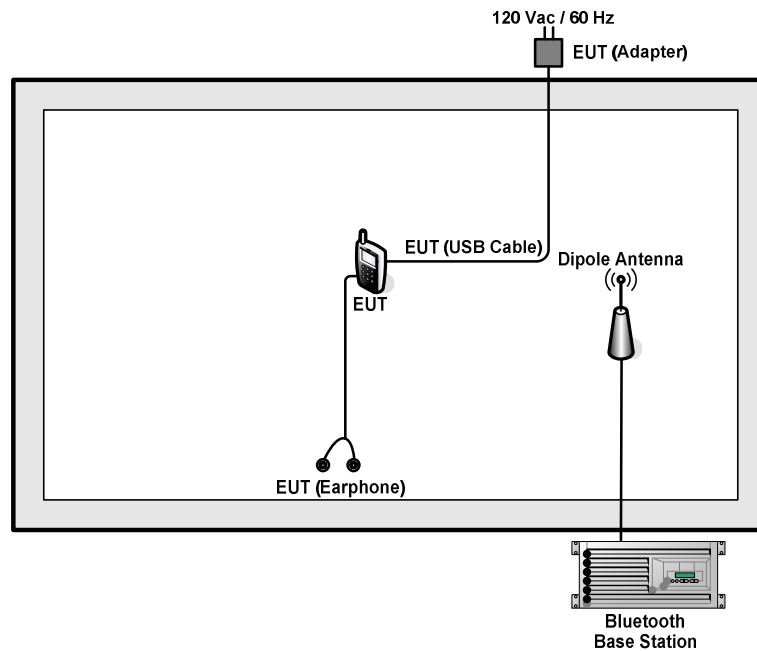 120 Vac / 60 Hz
EUT (Adapter)
EUT (USB Cable)
Dipole Antenna
EUT
EUT (Earphone)
Bluetooth
Base Station